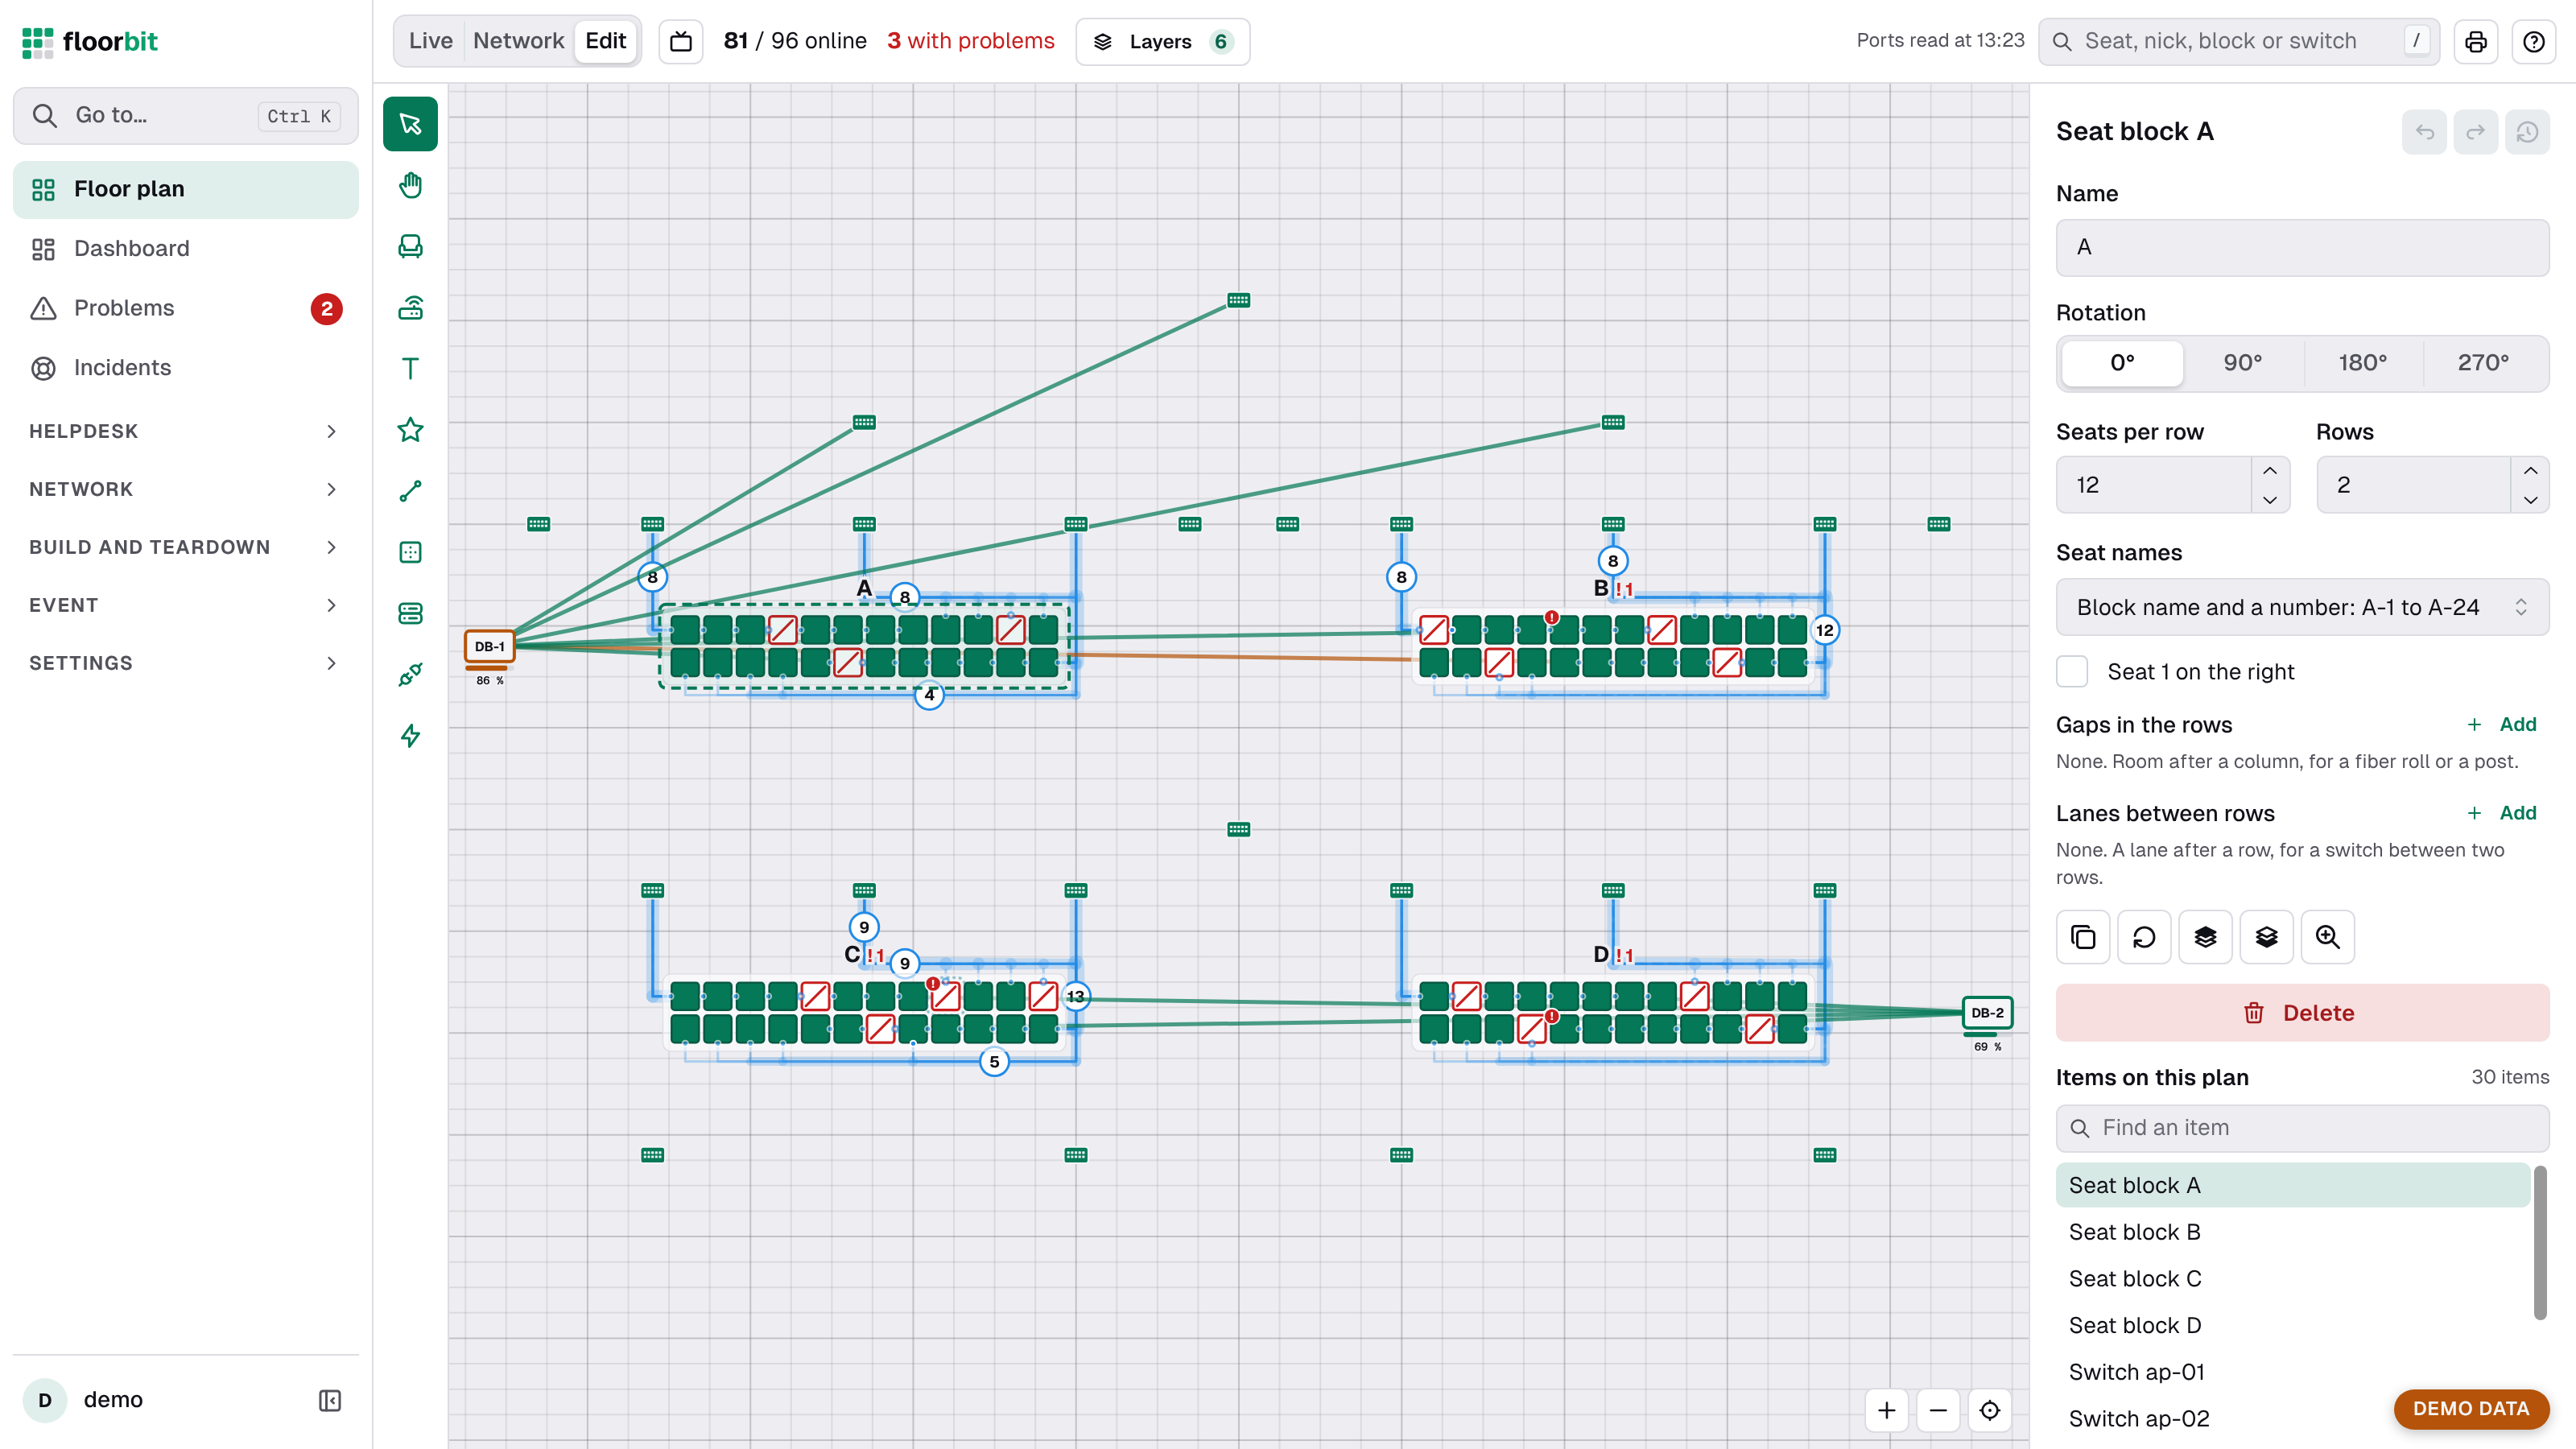 floorbit
Go to...
Ctrl K
Floor plan
Dashboard
Problems
2
Incidents
HELPDESK
NETWORK
BUILD AND TEARDOWN
EVENT
SETTINGS
D
demo
Live
Network
Edit
81 / 96 online
3 with problems
Layers
6
Ports read at 13:23
Seat, nick, block or switch
/
8
A
8
8
8
B !1
DB-1
86 %
12
4
9
C !1
9
D !1
13
DB-2
69 %
5
Seat block A
Name
A
Rotation
0°
90°
180°
270°
Seats per row
Rows
12
2
Seat names
Block name and a number: A-1 to A-24
Seat 1 on the right
Gaps in the rows
+ Add
None. Room after a column, for a fiber roll or a post.
Lanes between rows
+ Add
None. A lane after a row, for a switch between two
rows.
Delete
Items on this plan
30 items
Find an item
Seat block A
Seat block B
Seat block C
Seat block D
Switch ap-01
Switch ap-02
DEMO DATA